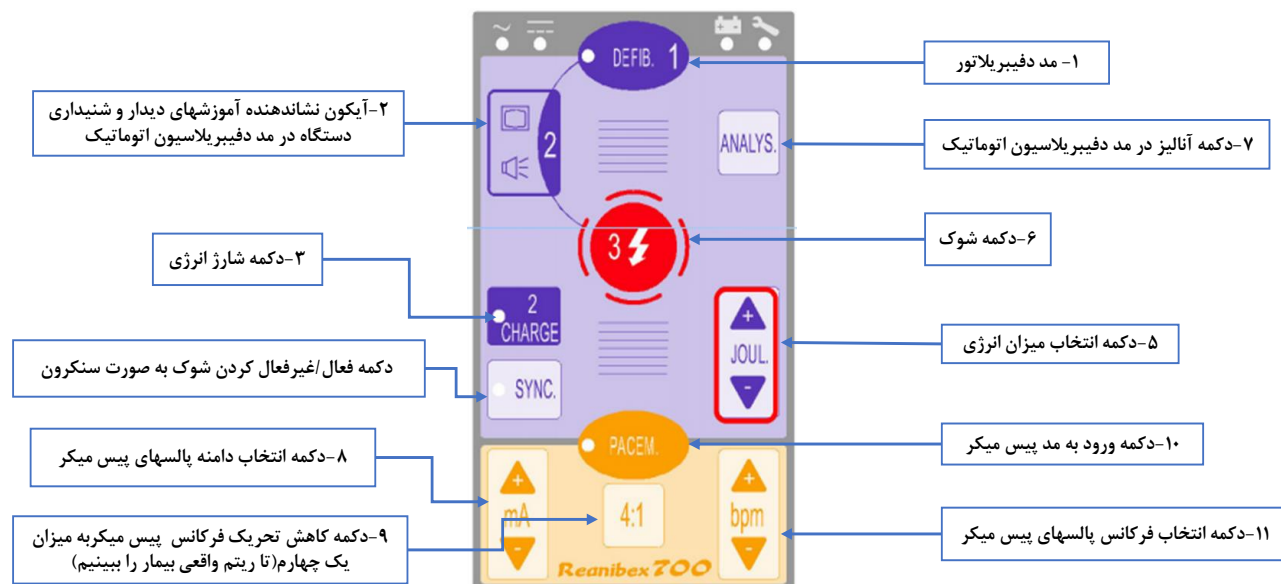 ۱- مد دفیبریلاتور
DEFIB. 1
۲-آیکون نشاندهنده آموزشهای دیدار و شنیداری
دستگاه در مد دفیبریلاسیون اتوماتیک
2
ANALYS.
۷-دکمه آنالیز در مد دفیبریلاسیون اتوماتیک
3
۶-دکمه شوک
۳-دکمه شارژ انرژی
2
CHARGE
+
JOUL.
-
۵-دکمه انتخاب میزان انرژی
دکمه فعال/غیرفعال کردن شوک به صورت سنکرون
SYNC.
PACEM.
۱۰-دکمه ورود به مد پیس میکر
۸-دکمه انتخاب دامنه پالسهای پیس میکر
+
mA
-
4:1
+
bpm
-
۹-دکمه کاهش تحریک فرکانس پیس میکربه میزان
یک چهارم(تا ریتم واقعی بیمار را ببینیم)
۱۱-دکمه انتخاب فرکانس پالسهای پیس میکر
Reanibex 700